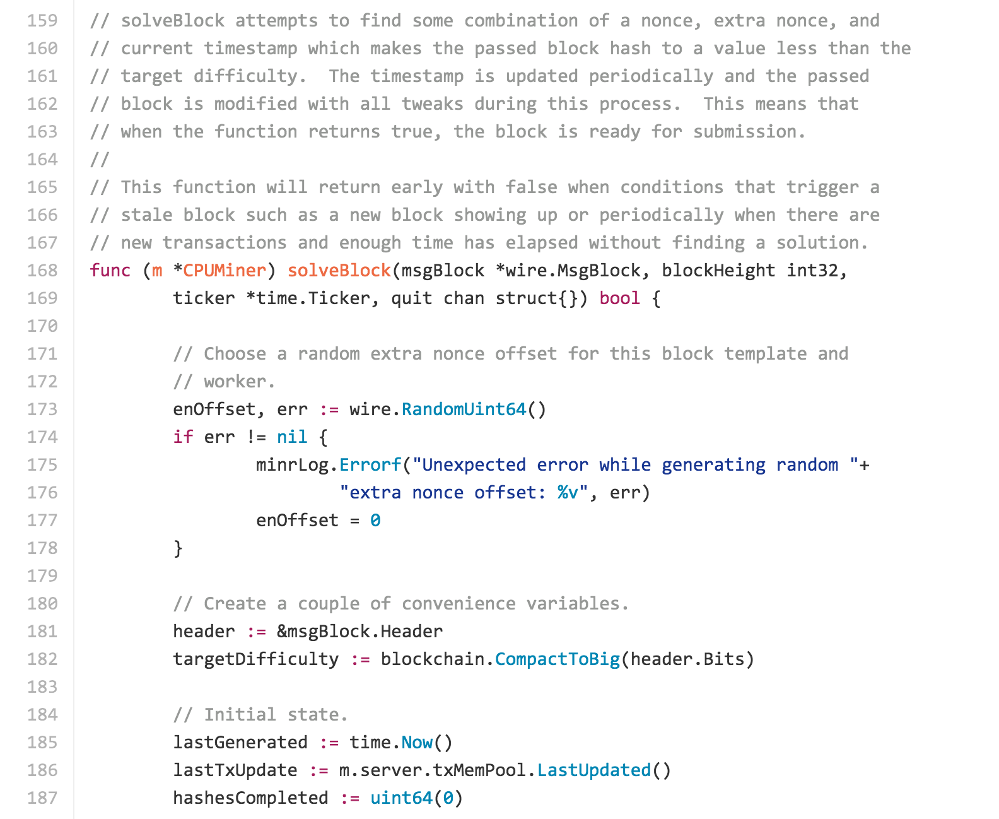 159 // solveBlock attempts to find some combination of a nonce, extra nonce, and
160 // current timestamp which makes the passed block hash to a value less than the
161 // target difficulty.  The timestamp is updated periodically and the passed
162 // block is modified with all tweaks during this process.  This means that
163 // when the function returns true, the block is ready for submission.
164 //
165 // This function will return early with false when conditions that trigger a
166 // stale block such as a new block showing up or periodically when there are
167 // new transactions and enough time has elapsed without finding a solution.
168 func (m *CPUMiner) solveBlock(msgBlock *wire.MsgBlock, blockHeight int32,
169         ticker *time.Ticker, quit chan struct{}) bool {
170
171         // Choose a random extra nonce offset for this block template and
172         // worker.
173         enOffset, err := wire.RandomUint64()
174         if err != nil {
175                 minrLog.Errorf("Unexpected error while generating random "+
176                         "extra nonce offset: %v", err)
177                 enOffset = 0
178         }
179
180         // Create a couple of convenience variables.
181         header := &msgBlock.Header
182         targetDifficulty := blockchain.CompactToBig(header.Bits)
183
184         // Initial state.
185         lastGenerated := time.Now()
186         lastTxUpdate := m.server.txMemPool.LastUpdated()
187         hashesCompleted := uint64(0)